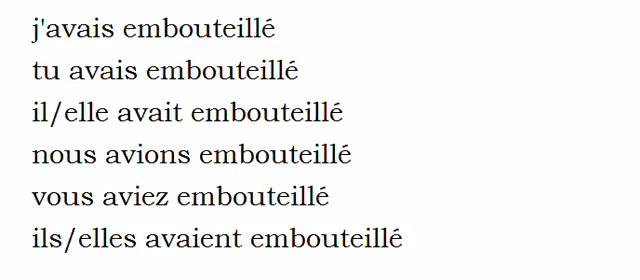 j'avais embouteillé
tu avais embouteillé
il/elle avait embouteillé
nous avions embouteillé
vous aviez embouteillé
ils/elles avaient embouteillé